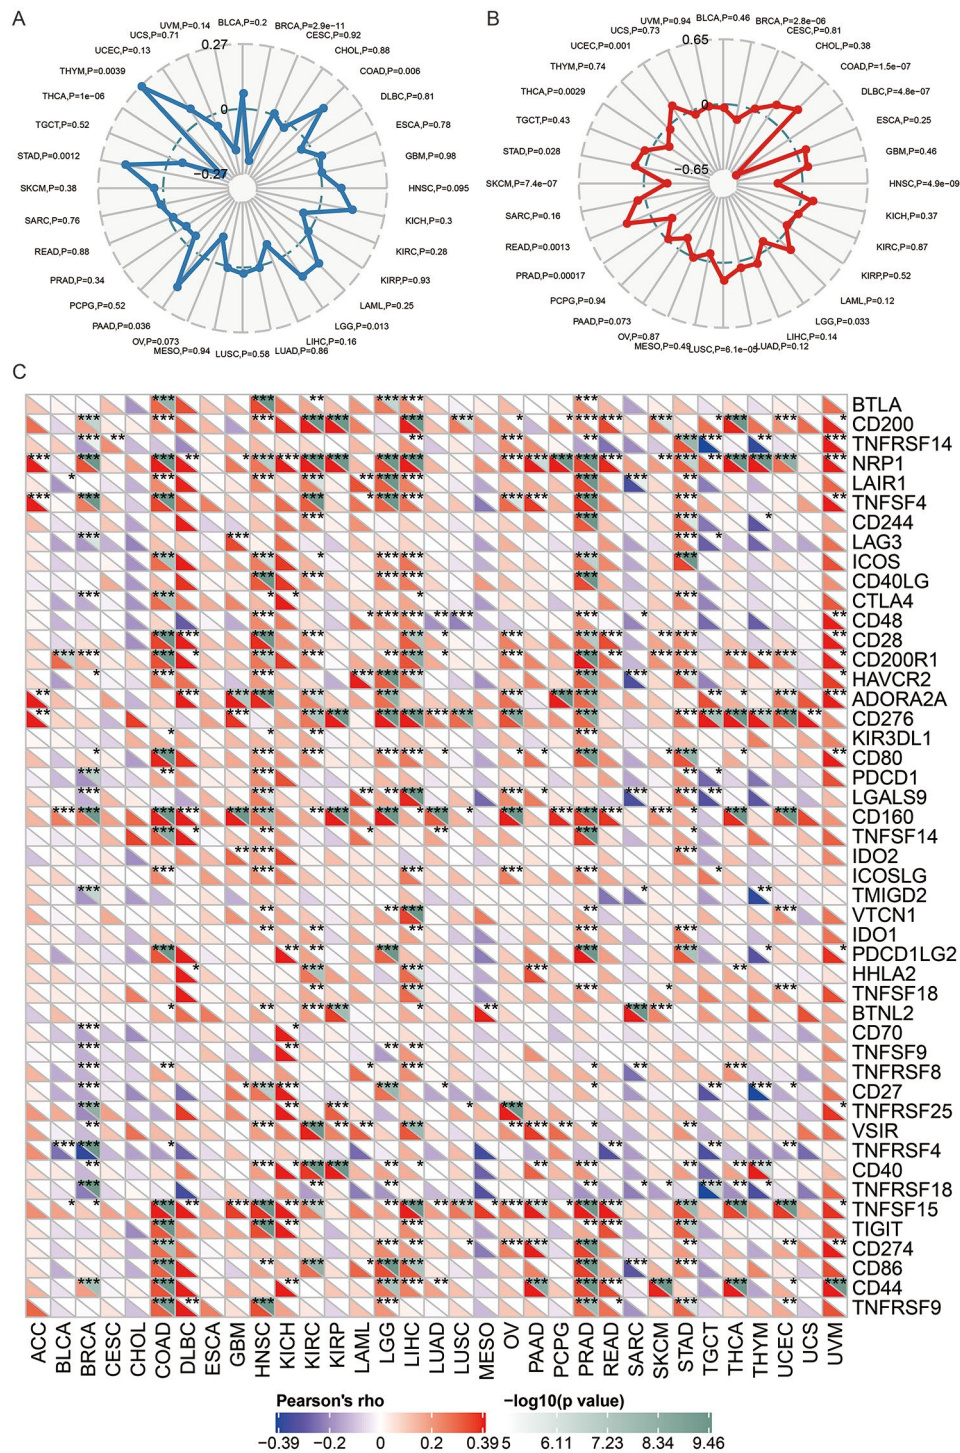 A
BLCA,P=0.2
BRCA,P=2.9e-11
CESC,P=0.92
CHOL,P=0.88
COAD,P=0.006
DLBC,P=0.81
ESCA,P=0.78
GBM,P=0.98
HNSC,P=0.095
KICH,P=0.3
KIRC,P=0.28
KIRP,P=0.93
LAML,P=0.25
LGG,P=0.013
LIHC,P=0.16
LUAD,P=0.86
LUSC,P=0.58
MESO,P=0.94
OV,P=0.073
PAAD,P=0.036
PCPG,P=0.52
PRAD,P=0.34
READ,P=0.88
SARC,P=0.76
SKCM,P=0.38
STAD,P=0.0012
TGCT,P=0.52
THCA,P=1e-06
THYM,P=0.0039
UCEC,P=0.13
UCS,P=0.71
UVM,P=0.14
0.27
0
−0.27
B
BLCA,P=0.46
BRCA,P=2.8e-06
CESC,P=0.81
CHOL,P=0.38
COAD,P=1.5e-07
DLBC,P=4.8e-07
ESCA,P=0.25
GBM,P=0.46
HNSC,P=4.9e-09
KICH,P=0.37
KIRC,P=0.87
KIRP,P=0.52
LAML,P=0.12
LGG,P=0.033
LIHC,P=0.14
LUAD,P=0.12
LUSC,P=6.1e-05
MESO,P=0.49
OV,P=0.87
PAAD,P=0.073
PCPG,P=0.94
PRAD,P=0.00017
READ,P=0.0013
SARC,P=0.16
SKCM,P=7.4e-07
STAD,P=0.028
TGCT,P=0.43
THCA,P=0.0029
THYM,P=0.74
UCEC,P=0.001
UCS,P=0.73
UVM,P=0.94
0.65
0
−0.65
C
BTLA
CD200
TNFRSF14
NRP1
LAIR1
TNFSF4
CD244
LAG3
ICOS
CD40LG
CTLA4
CD48
CD28
CD200R1
HAVCR2
ADORA2A
CD276
KIR3DL1
CD80
PDCD1
LGALS9
CD160
TNFSF14
IDO2
ICOSLG
TMIGD2
VTCN1
IDO1
PDCD1LG2
HHLA2
TNFSF18
BTNL2
CD70
TNFSF9
TNFRSF8
CD27
TNFRSF25
VSIR
TNFRSF4
CD40
TNFRSF18
TNFSF15
TIGIT
CD274
CD86
CD44
TNFRSF9
ACC BLCA BRCA CESC CHOL COAD DLBC ESCA GBM HNSC KICH KIRC KIRP LAML LGG LIHC LUAD LUSC MESO OV PAAD PCPG PRAD READ SARC SKCM STAD TGCT THCA THYM UCEC UCS UVM
Pearson's rho
−0.39 −0.2 0 0.2 0.39
−log10(p value)
5 6.11 7.23 8.34 9.46